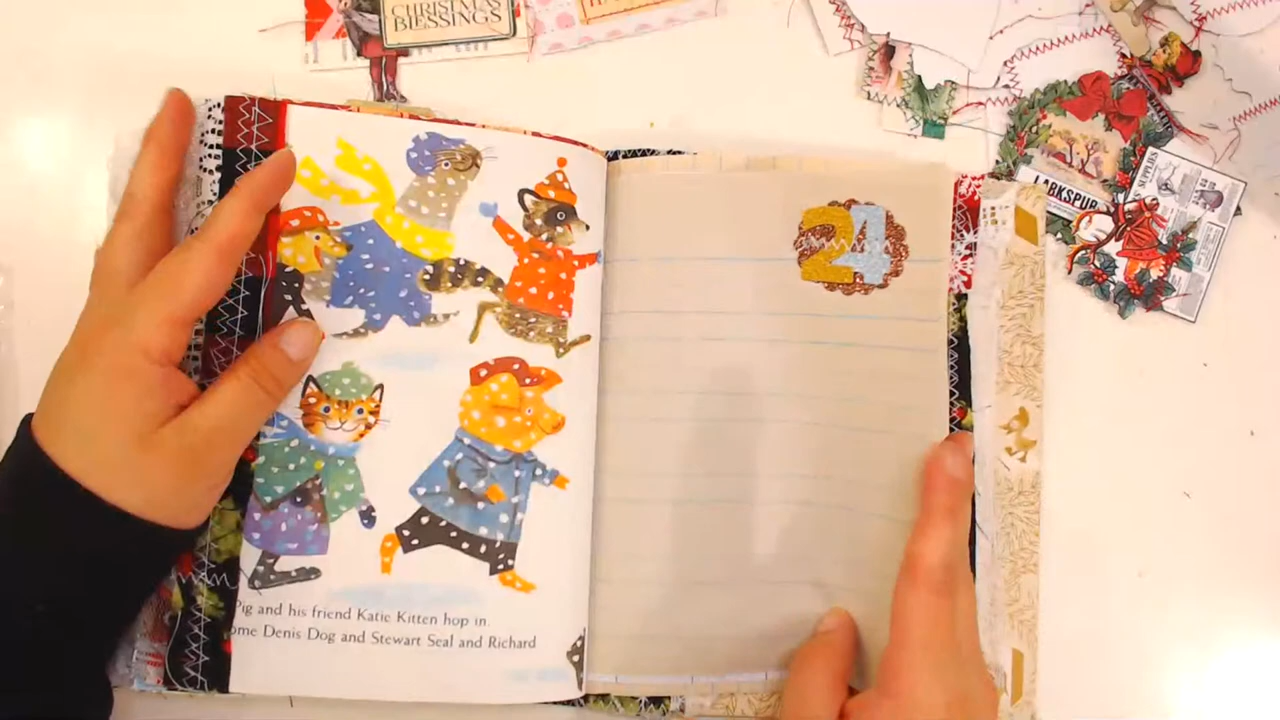 CHRISTMAS
BLESSINGS
LARKSPUR
SUPPLIES
24
Pig and his friend Katie Kitten hop in.
ome Denis Dog and Stewart Seal and Richard